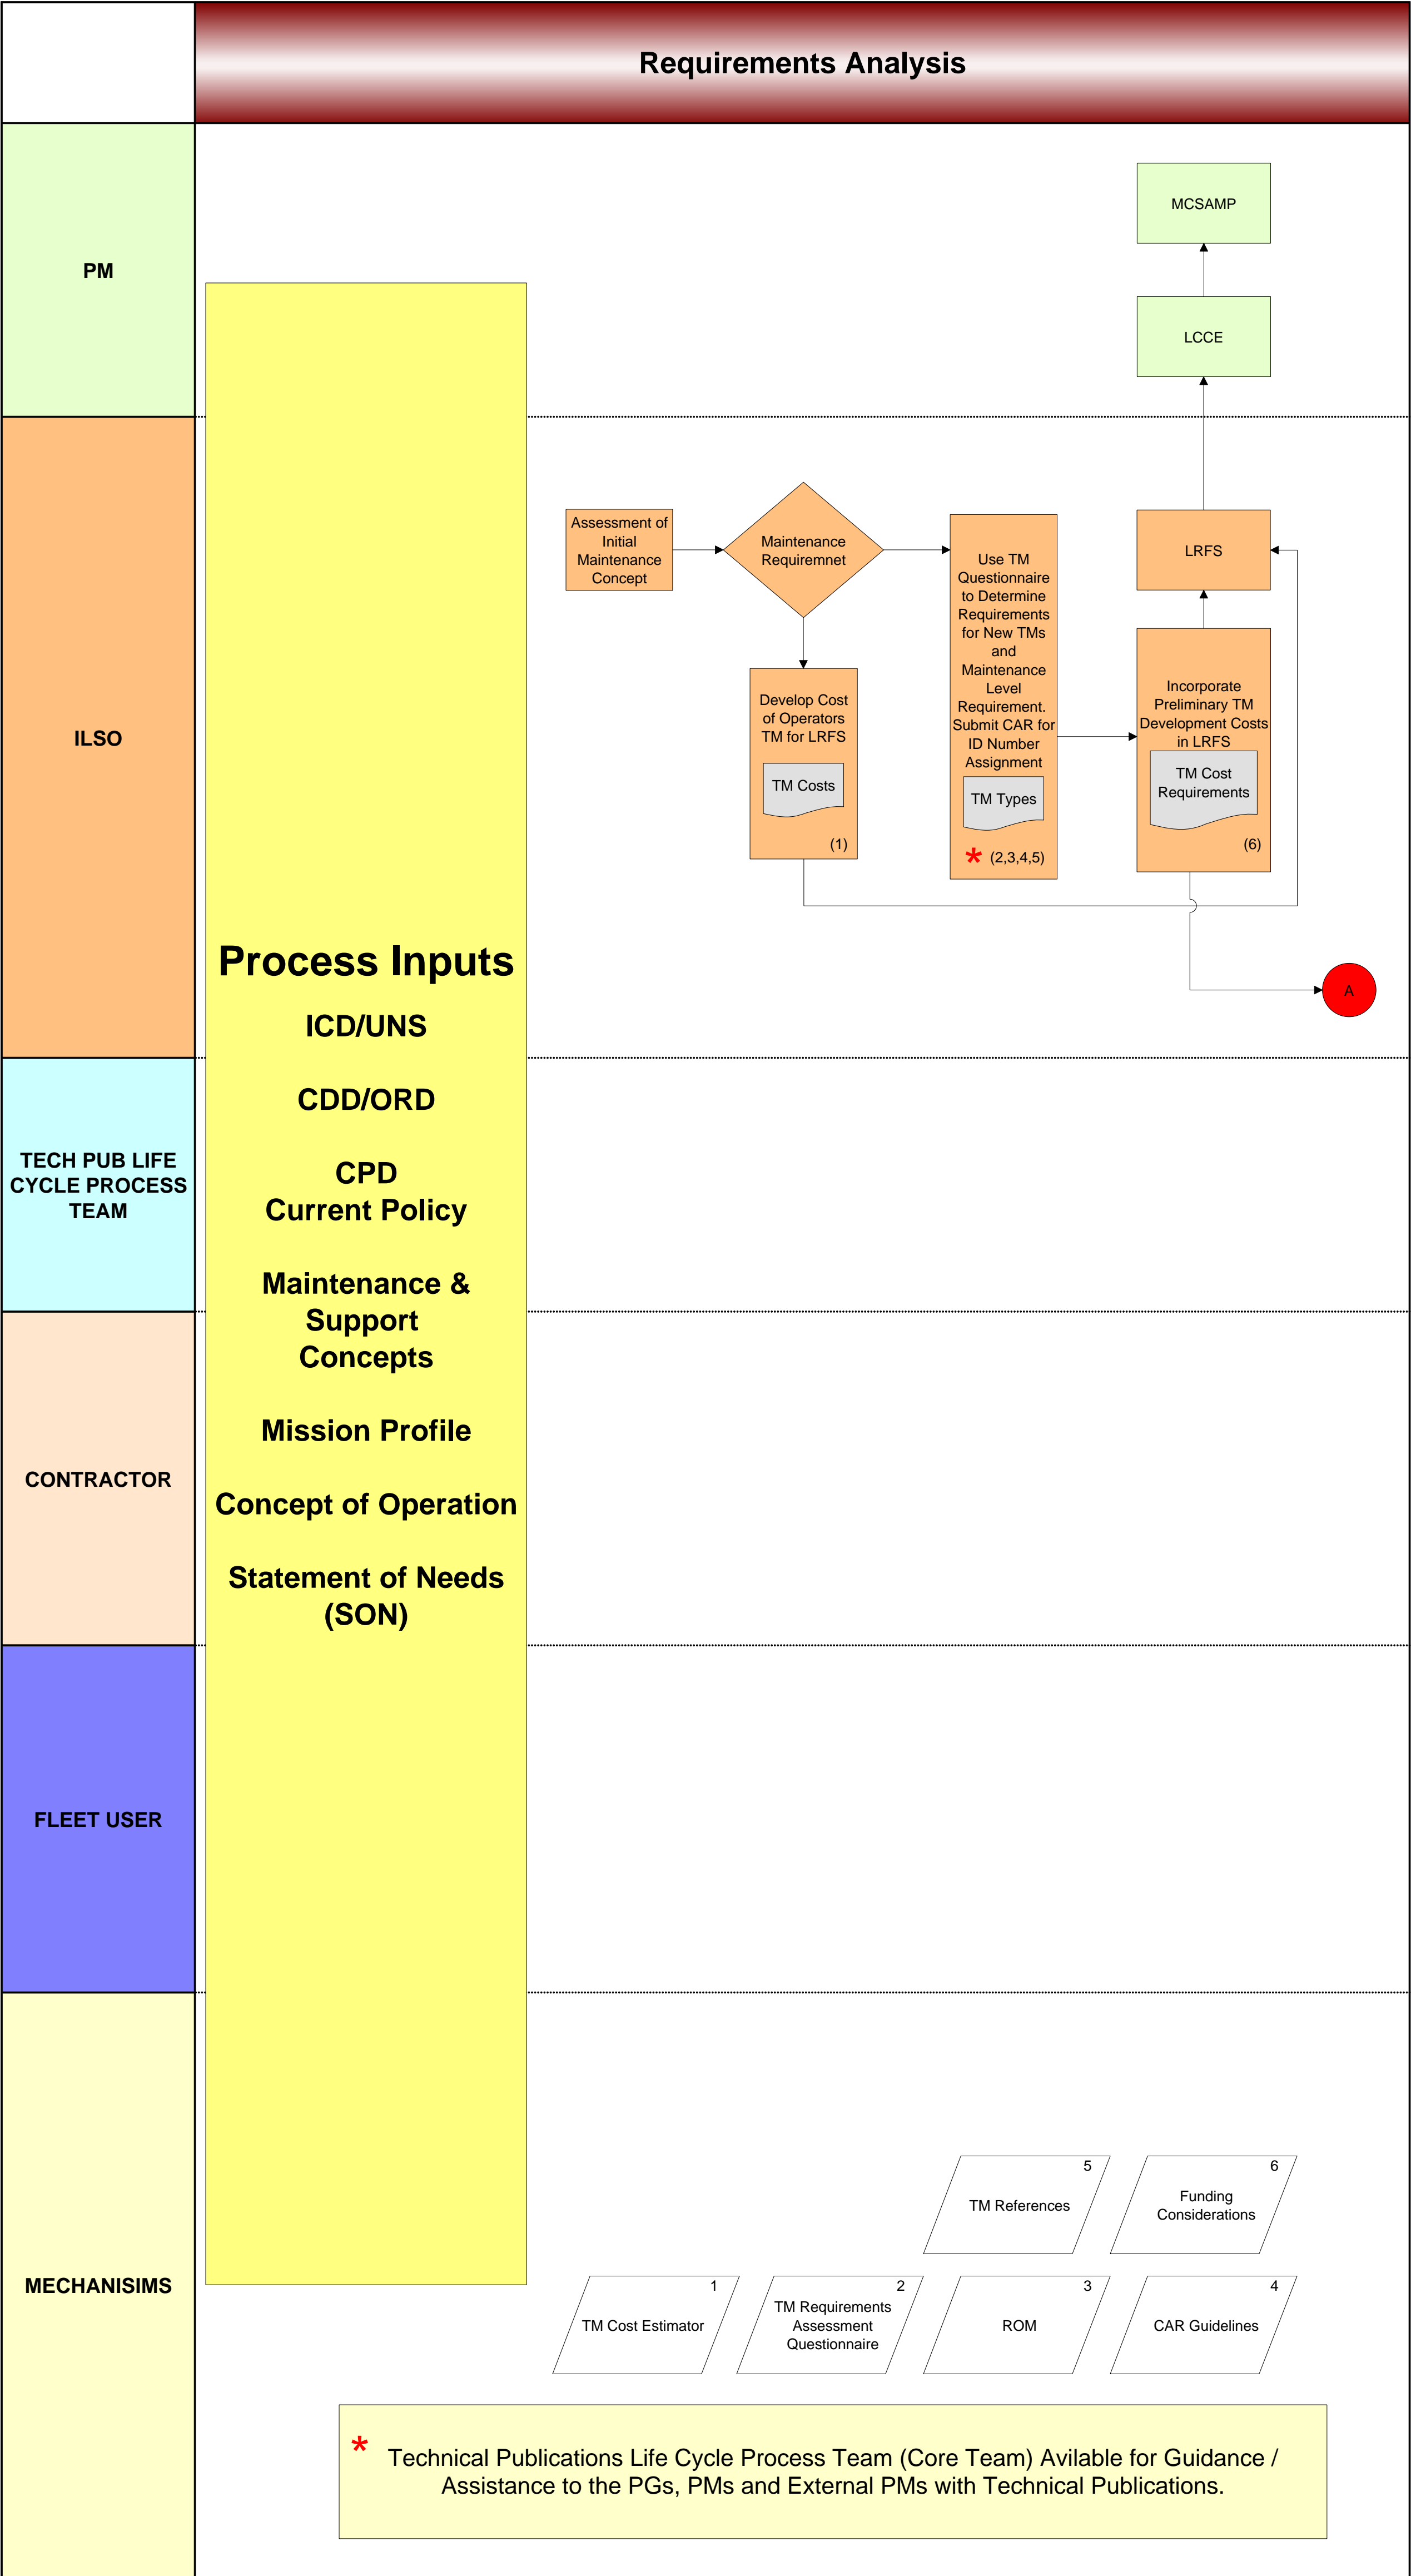 Requirements Analysis
PM
MCSAMP
LCCE
ILSO
Assessment of
Initial
Maintenance
Concept
Maintenance
Requiremnet
Develop Cost
of Operators
TM for LRFS
TM Costs
(1)
Use TM
Questionnaire
to Determine
Requirements
for New TMs
and
Maintenance
Level
Requirement.
Submit CAR for
ID Number
Assignment
TM Types
* (2,3,4,5)
LRFS
Incorporate
Preliminary TM
Development Costs
in LRFS
TM Cost
Requirements
(6)
A
Process Inputs
ICD/UNS
CDD/ORD
CPD
Current Policy
Maintenance &
Support
Concepts
Mission Profile
Concept of Operation
Statement of Needs
(SON)
TECH PUB LIFE
CYCLE PROCESS
TEAM
CONTRACTOR
FLEET USER
MECHANISIMS
5
TM References
6
Funding
Considerations
1
TM Cost Estimator
2
TM Requirements
Assessment
Questionnaire
3
ROM
4
CAR Guidelines
* Technical Publications Life Cycle Process Team (Core Team) Avilable for Guidance /
Assistance to the PGs, PMs and External PMs with Technical Publications.